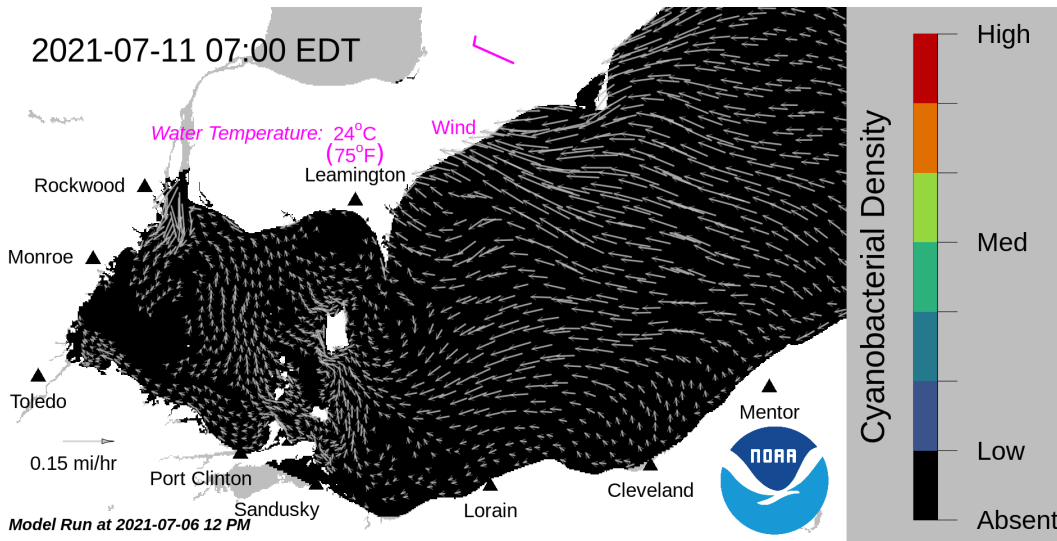 2021-07-11 07:00 EDT
High
Water Temperature: 24°C
(75°F)
Wind
Leamington
Rockwood
Monroe
Med
Cyanobacterial Density
Toledo
Mentor
0.15 mi/hr
NOAA
Low
Port Clinton
Cleveland
Sandusky
Lorain
Absent
Model Run at 2021-07-06 12 PM